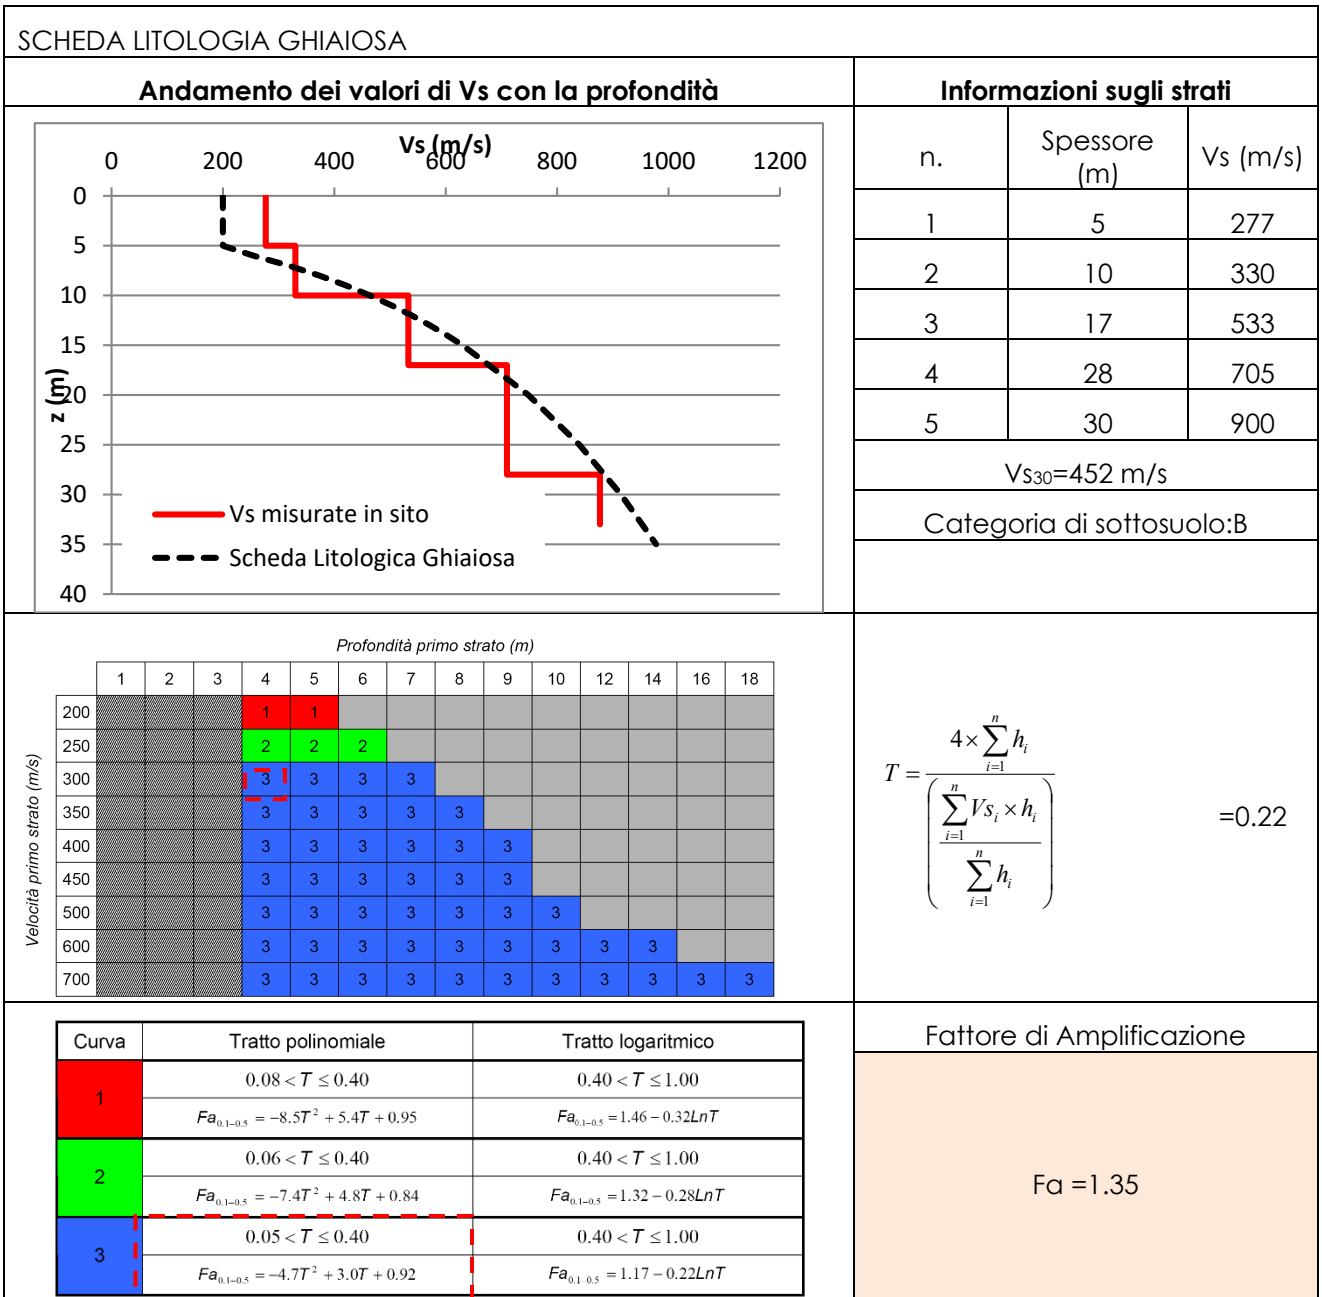 SCHEDA LITOLOGIA GHIAIOSA
Andamento dei valori di Vs con la profondità
Vs (m/s)
0 200 400 600 800 1000 1200
0
5
10
15
20
25
30
35
40
z (m)
Vs misurate in sito
Scheda Litologica Ghiaiosa
Informazioni sugli strati
n. Spessore (m) Vs (m/s)
1 5 277
2 10 330
3 17 533
4 28 705
5 30 900
Vs30=452 m/s
Categoria di sottosuolo:B
Profondità primo strato (m)
1 2 3 4 5 6 7 8 9 10 12 14 16 18
Velocità primo strato (m/s)
200 1 1
250 2 2 2
300 3 3 3 3
350 3 3 3 3 3
400 3 3 3 3 3 3
450 3 3 3 3 3 3
500 3 3 3 3 3 3 3
600 3 3 3 3 3 3 3 3 3
700 3 3 3 3 3 3 3 3 3 3 3
T = 4×∑_{i=1}^{n} h_i / (∑_{i=1}^{n} Vs_i × h_i / ∑_{i=1}^{n} h_i) =0.22
Curva Tratto polinomiale Tratto logaritmico
1
0.08 < T ≤ 0.40 0.40 < T ≤ 1.00
Fa0.1–0.5 = −8.5T² + 5.4T + 0.95 Fa0.1–0.5 = 1.46 − 0.32LnT
2
0.06 < T ≤ 0.40 0.40 < T ≤ 1.00
Fa0.1–0.5 = −7.4T² + 4.8T + 0.84 Fa0.1–0.5 = 1.32 − 0.28LnT
3
0.05 < T ≤ 0.40 0.40 < T ≤ 1.00
Fa0.1–0.5 = −4.7T² + 3.0T + 0.92 Fa0.1–0.5 = 1.17 − 0.22LnT
Fattore di Amplificazione
Fa =1.35